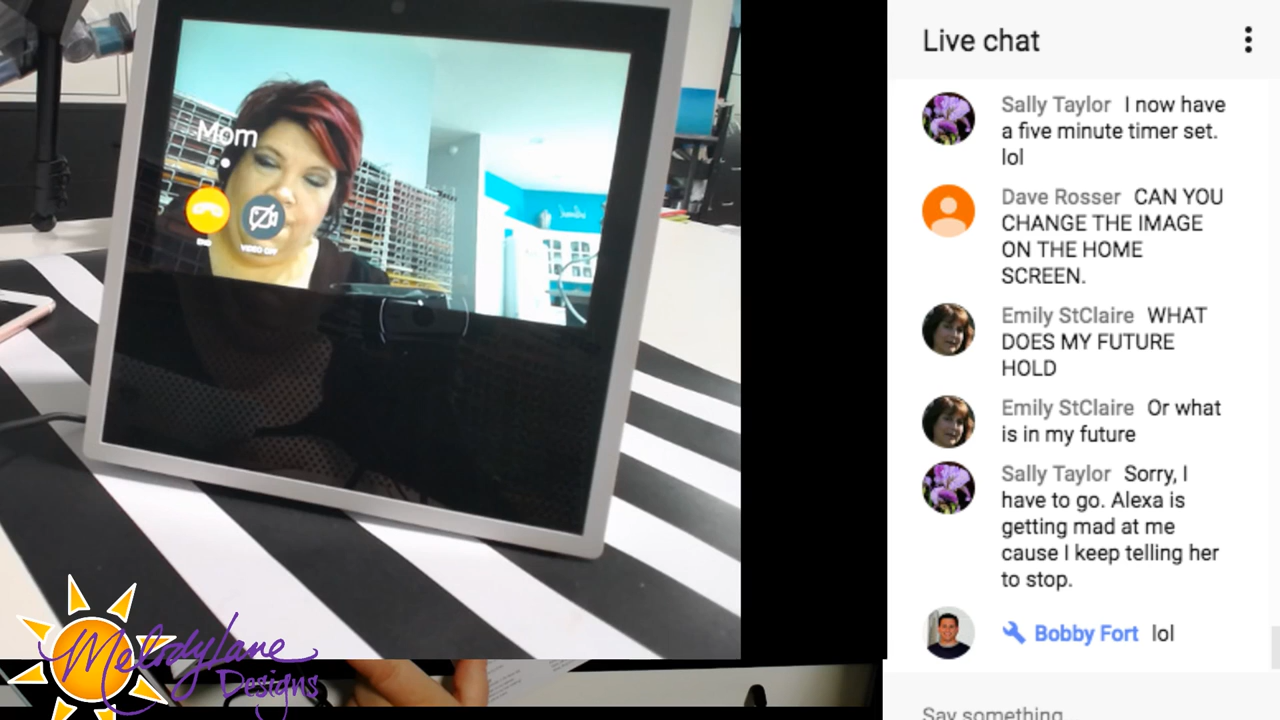 Mom
END
VIDEO OFF
MelodyLane
Designs
Live chat
Sally Taylor I now have
a five minute timer set.
lol
Dave Rosser CAN YOU
CHANGE THE IMAGE
ON THE HOME
SCREEN.
Emily StClaire WHAT
DOES MY FUTURE
HOLD
Emily StClaire Or what
is in my future
Sally Taylor Sorry, I
have to go. Alexa is
getting mad at me
cause I keep telling her
to stop.
Bobby Fort lol
Say something